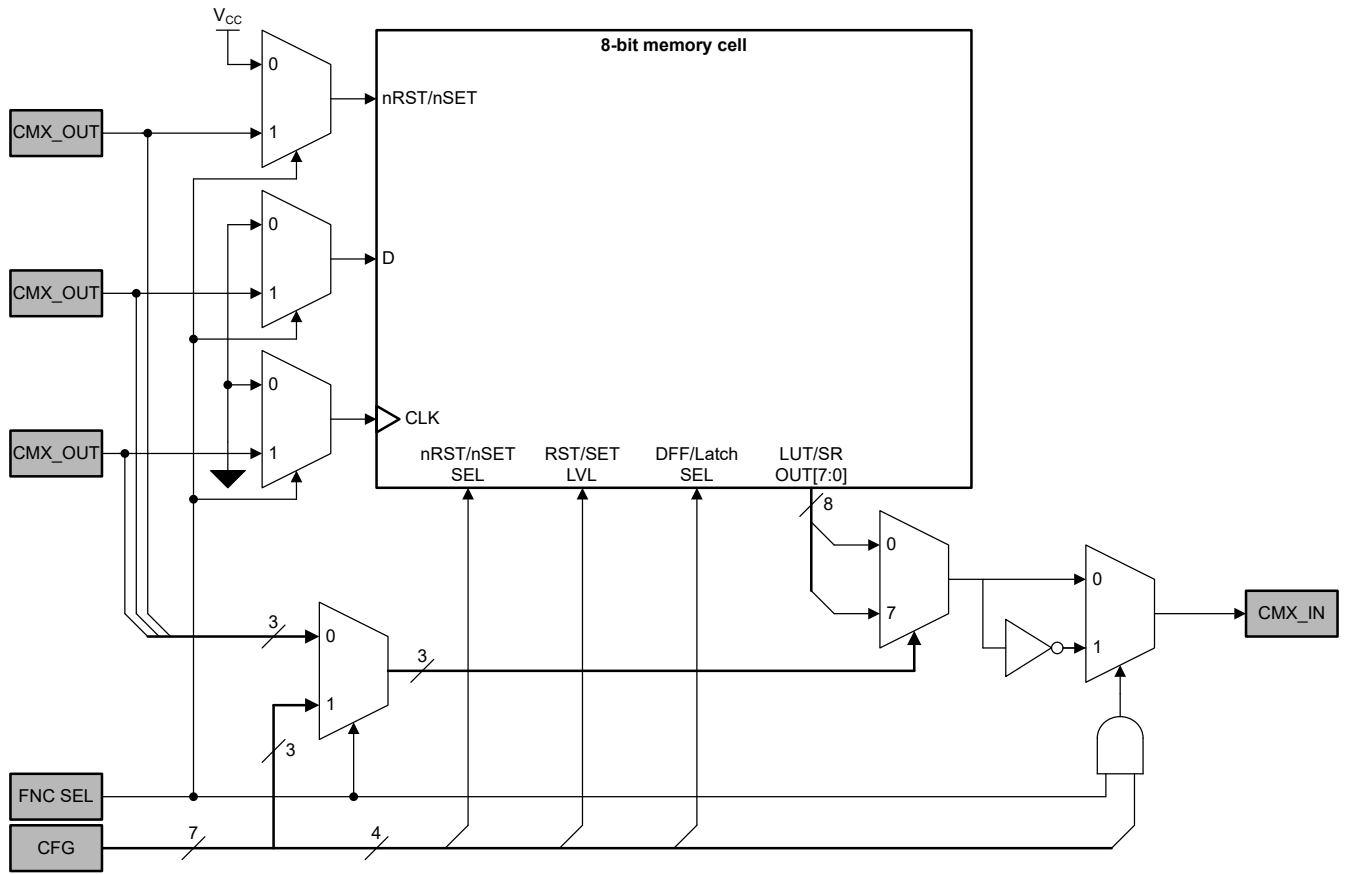 VCC
8-bit memory cell
0
nRST/nSET
CMX_OUT
1
0
D
CMX_OUT
1
0
CLK
CMX_OUT
1
nRST/nSET
SEL
RST/SET
LVL
DFF/Latch
SEL
LUT/SR
OUT[7:0]
8
0
7
0
1
CMX_IN
3
0
3
1
3
FNC SEL
7
4
CFG